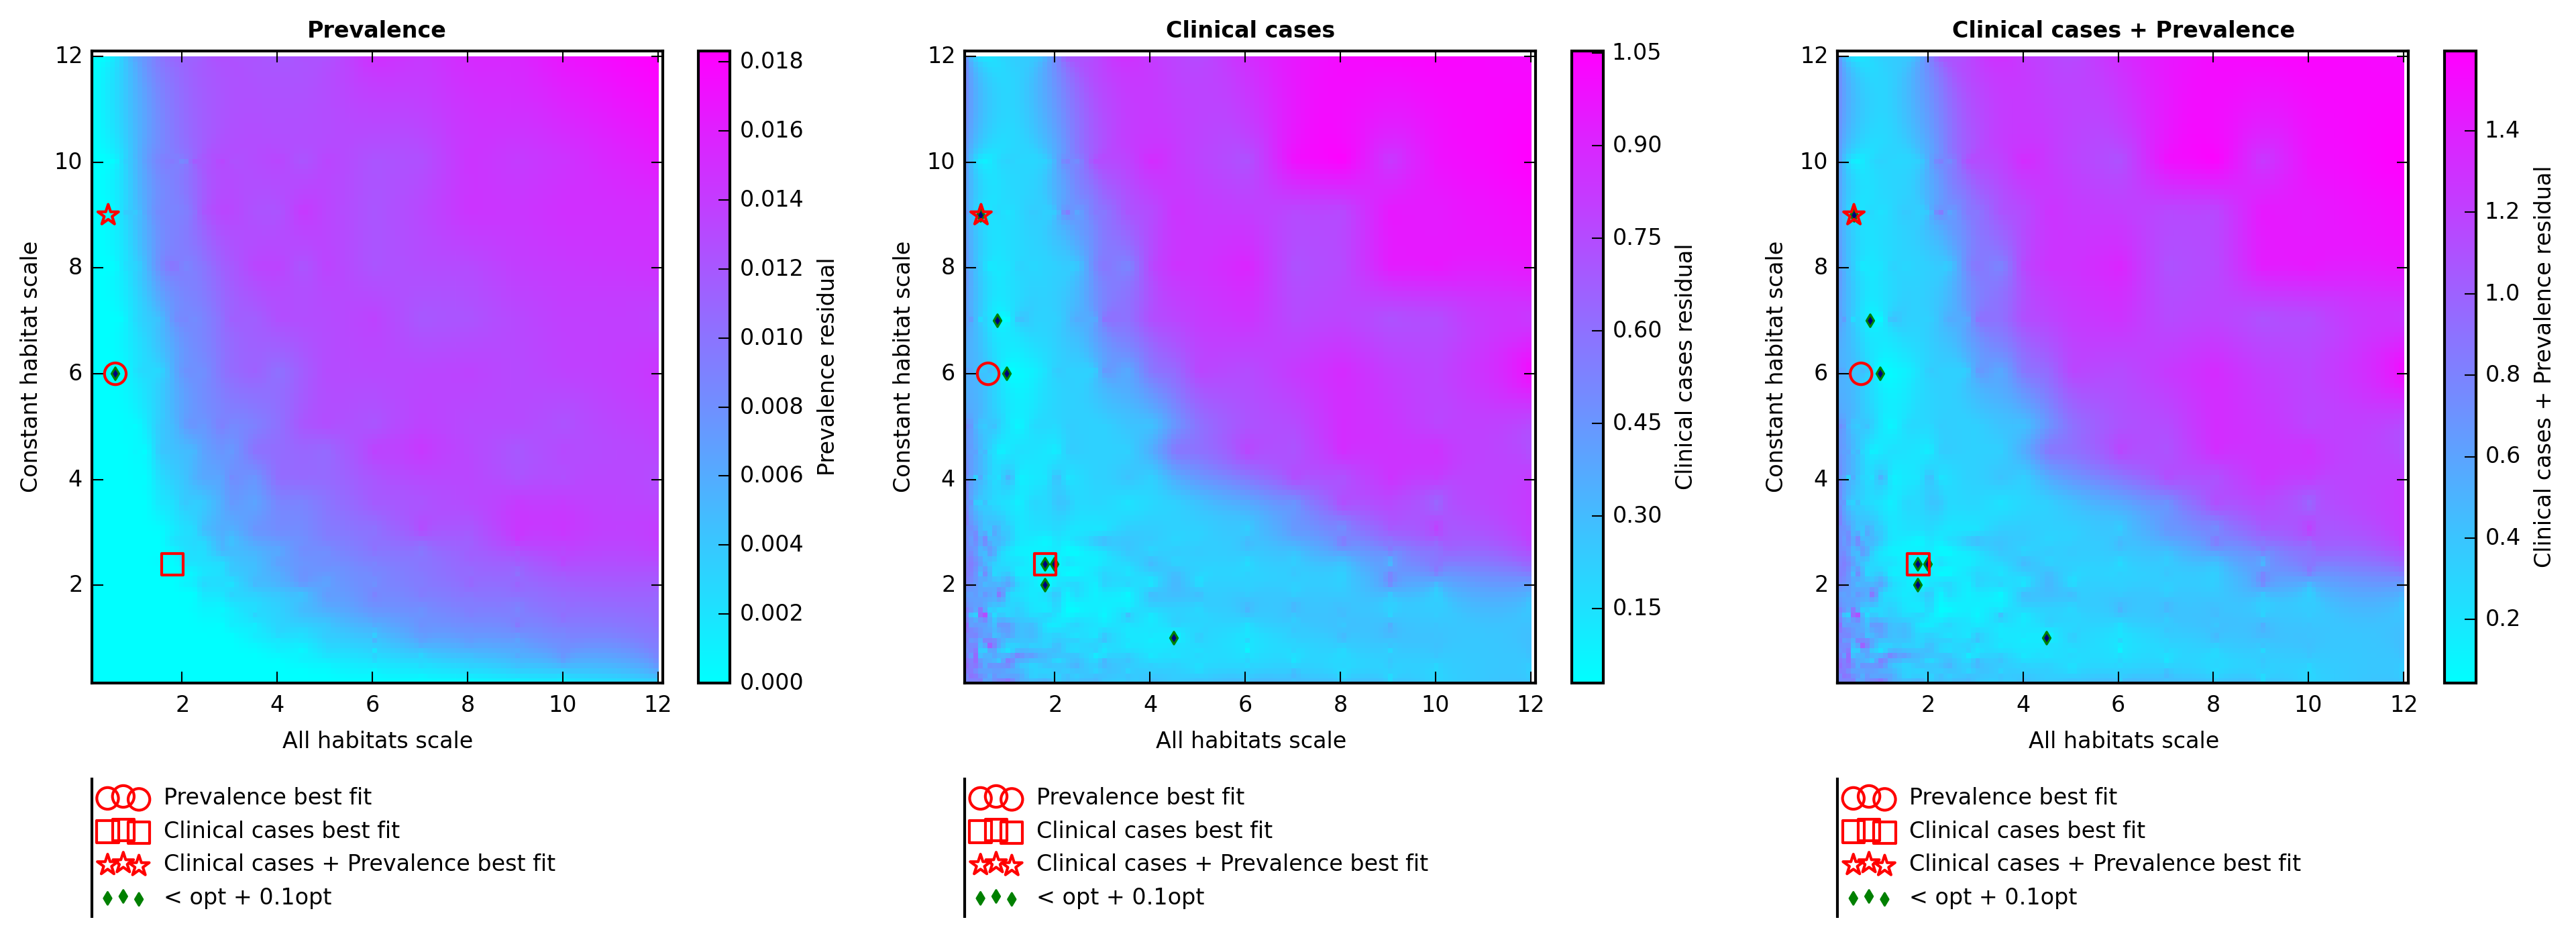 Prevalence
Clinical cases
Clinical cases + Prevalence
12
10
8
6
4
2
Constant habitat scale
2 4 6 8 10 12
All habitats scale
0.018
0.016
0.014
0.012
0.010
0.008
0.006
0.004
0.002
0.000
Prevalence residual
12
10
8
6
4
2
Constant habitat scale
2 4 6 8 10 12
All habitats scale
1.05
0.90
0.75
0.60
0.45
0.30
0.15
Clinical cases residual
12
10
8
6
4
2
Constant habitat scale
2 4 6 8 10 12
All habitats scale
1.4
1.2
1.0
0.8
0.6
0.4
0.2
Clinical cases + Prevalence residual
Prevalence best fit
Clinical cases best fit
Clinical cases + Prevalence best fit
< opt + 0.1opt
Prevalence best fit
Clinical cases best fit
Clinical cases + Prevalence best fit
< opt + 0.1opt
Prevalence best fit
Clinical cases best fit
Clinical cases + Prevalence best fit
< opt + 0.1opt